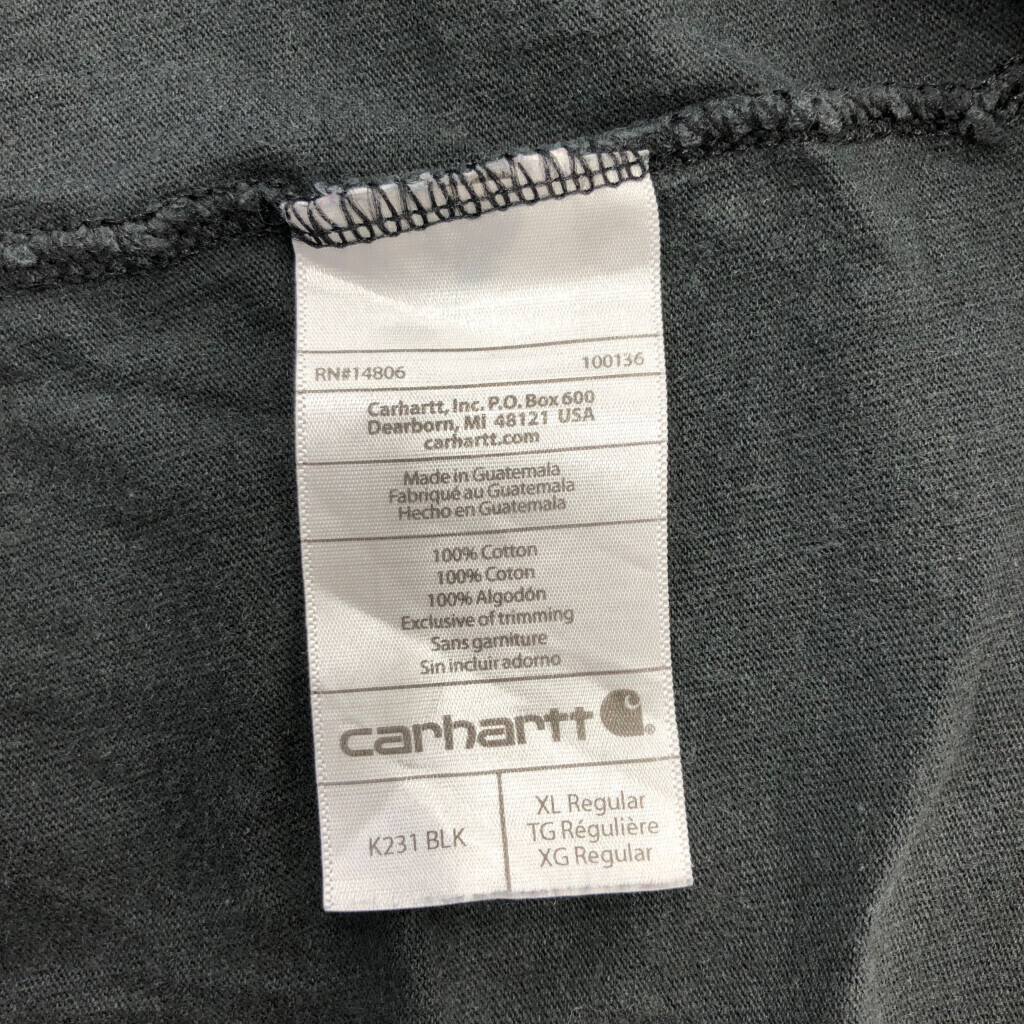 RN#14806 100136
Carhartt, Inc. P.O. Box 600
Dearborn, MI 48121 USA
carhartt.com
Made in Guatemala
Fabriqué au Guatemala
Hecho en Guatemala
100% Cotton
100% Coton
100% Algodón
Exclusive of trimming
Sans garniture
Sin incluir adorno
carhartt®
K231 BLK
XL Regular
TG Régulière
XG Regular